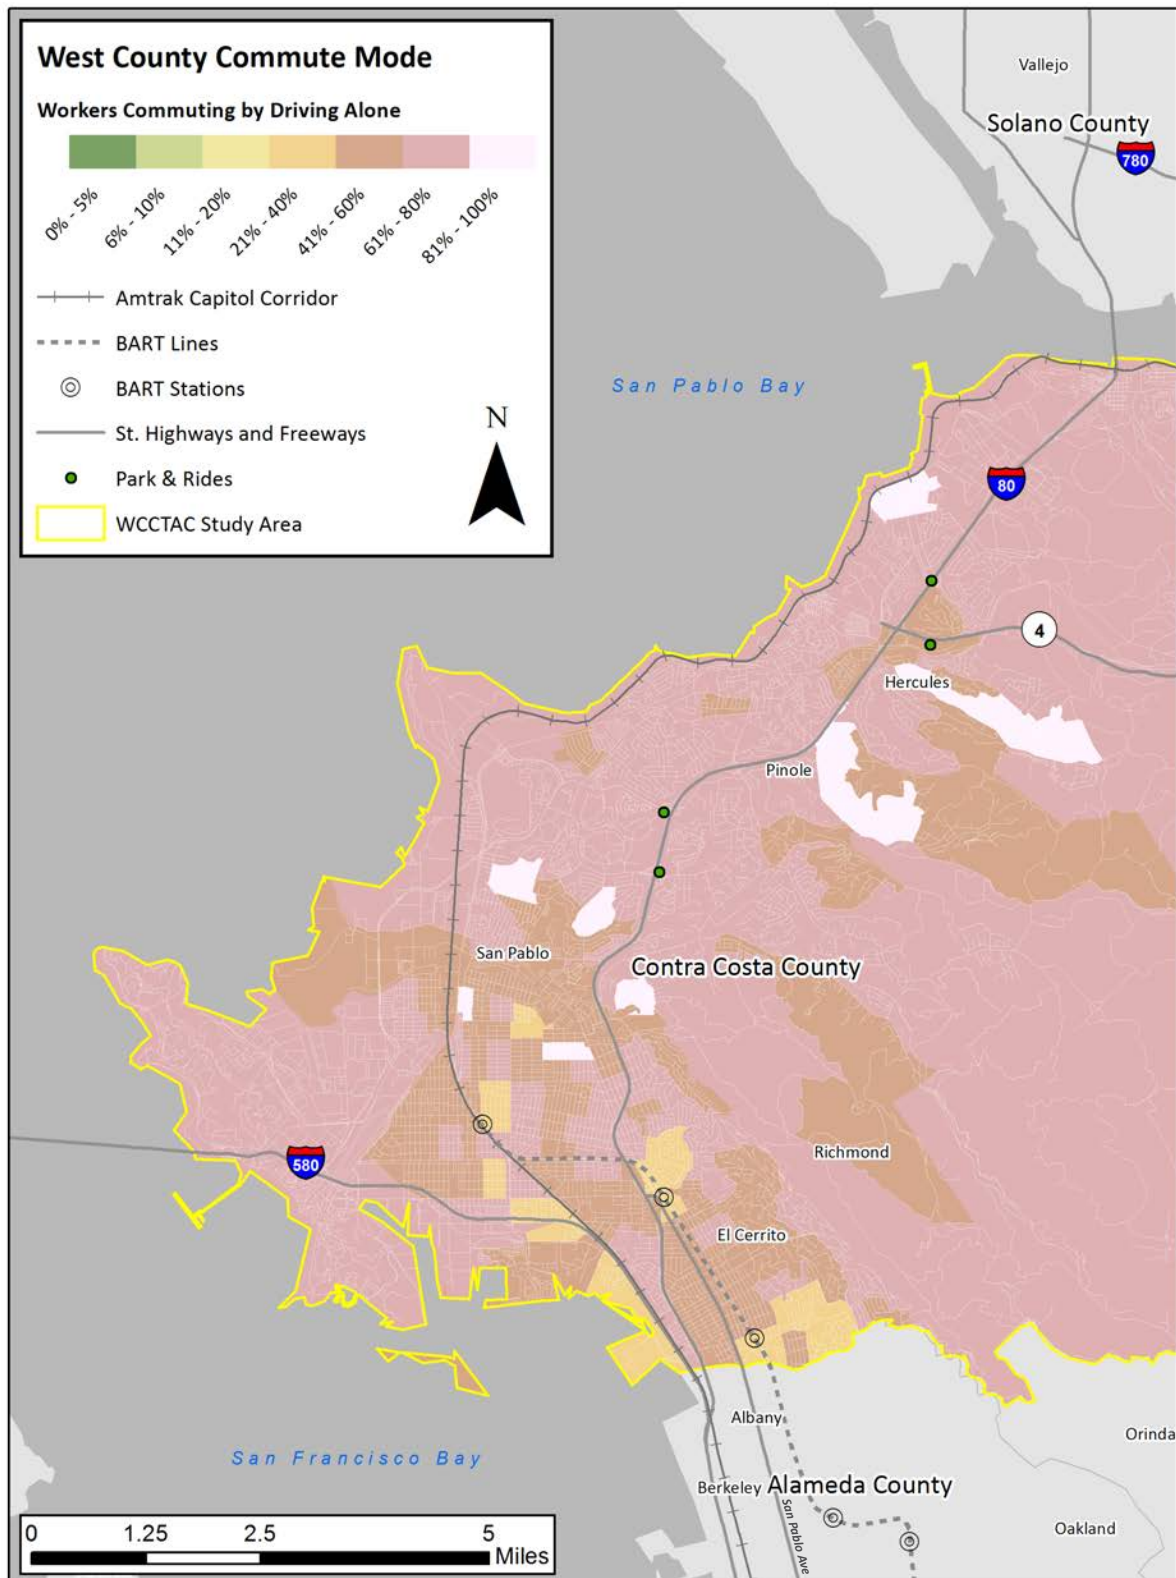 West County Commute Mode
Workers Commuting by Driving Alone
0% - 5%
6% - 10%
11% - 20%
21% - 40%
41% - 60%
61% - 80%
81% - 100%
Amtrak Capitol Corridor
BART Lines
BART Stations
St. Highways and Freeways
Park & Rides
WCCTAC Study Area
N
Vallejo
Solano County
780
San Pablo Bay
80
4
Hercules
Pinole
San Pablo
Contra Costa County
580
Richmond
El Cerrito
Albany
Orinda
San Francisco Bay
Berkeley
Alameda County
San Pablo Ave
Oakland
0 1.25 2.5 5
Miles